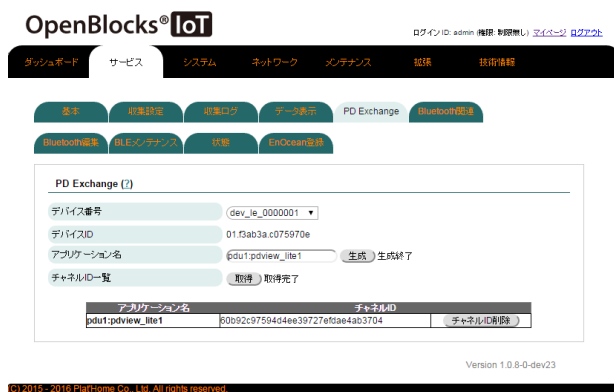 OpenBlocks® IoT
ログインID: admin (権限: 制限無し) マイページ ログアウト
ダッシュボード サービス システム ネットワーク メンテナンス 拡張 技術情報
基本 収集設定 収集ログ データ表示 PD Exchange Bluetooth関連
Bluetooth編集 BLEメンテナンス 状態 EnOcean登録
PD Exchange (?)
デバイス番号 dev_le_0000001
デバイスID 01.f3ab3a.c075970e
アプリケーション名 pdu1:pdview_lite1 生成 生成終了
チャネルID一覧 取得 取得完了
アプリケーション名 チャネルID
pdu1:pdview_lite1 60b92c97594d4ee39727efdae4ab3704 チャネルID削除
Version 1.0.8-0-dev23
(C) 2015 - 2016 Plat'Home Co., Ltd. All rights reserved.